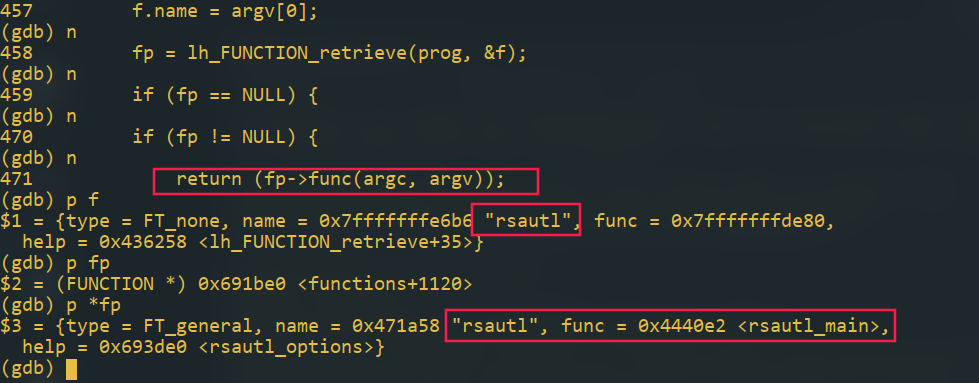 457         f.name = argv[0];
(gdb) n
458         fp = lh_FUNCTION_retrieve(prog, &f);
(gdb) n
459         if (fp == NULL) {
(gdb) n
470         if (fp != NULL) {
(gdb) n
471             return (fp->func(argc, argv));
(gdb) p f
$1 = {type = FT_none, name = 0x7fffffffe6b6 "rsautl", func = 0x7fffffffde80,
  help = 0x436258 <lh_FUNCTION_retrieve+35>}
(gdb) p fp
$2 = (FUNCTION *) 0x691be0 <functions+1120>
(gdb) p *fp
$3 = {type = FT_general, name = 0x471a58 "rsautl", func = 0x4440e2 <rsautl_main>,
  help = 0x693de0 <rsautl_options>}
(gdb)